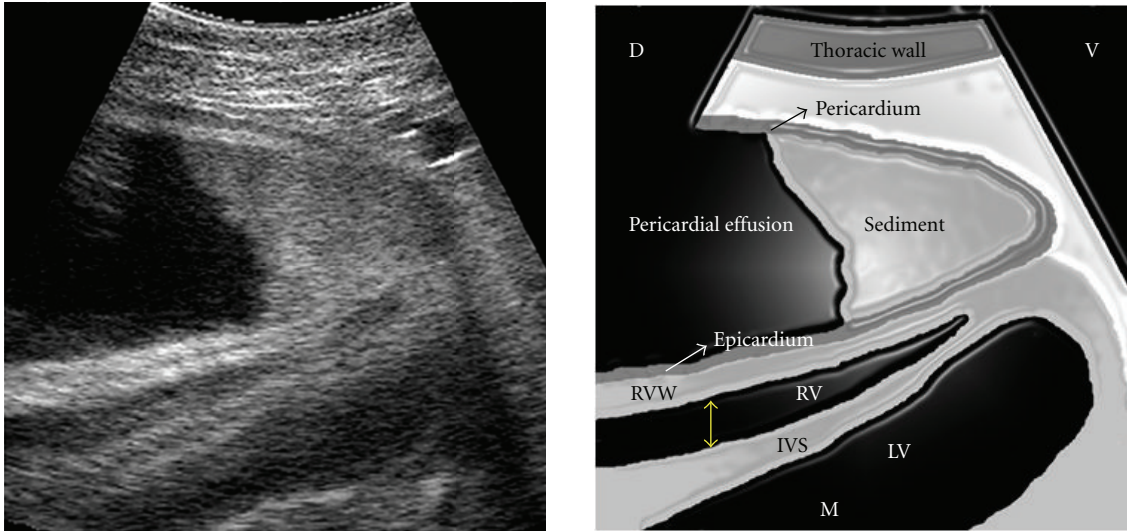 D
Thoracic wall
V
Pericardium
Pericardial effusion
Sediment
Epicardium
RVW
RV
IVS
LV
M